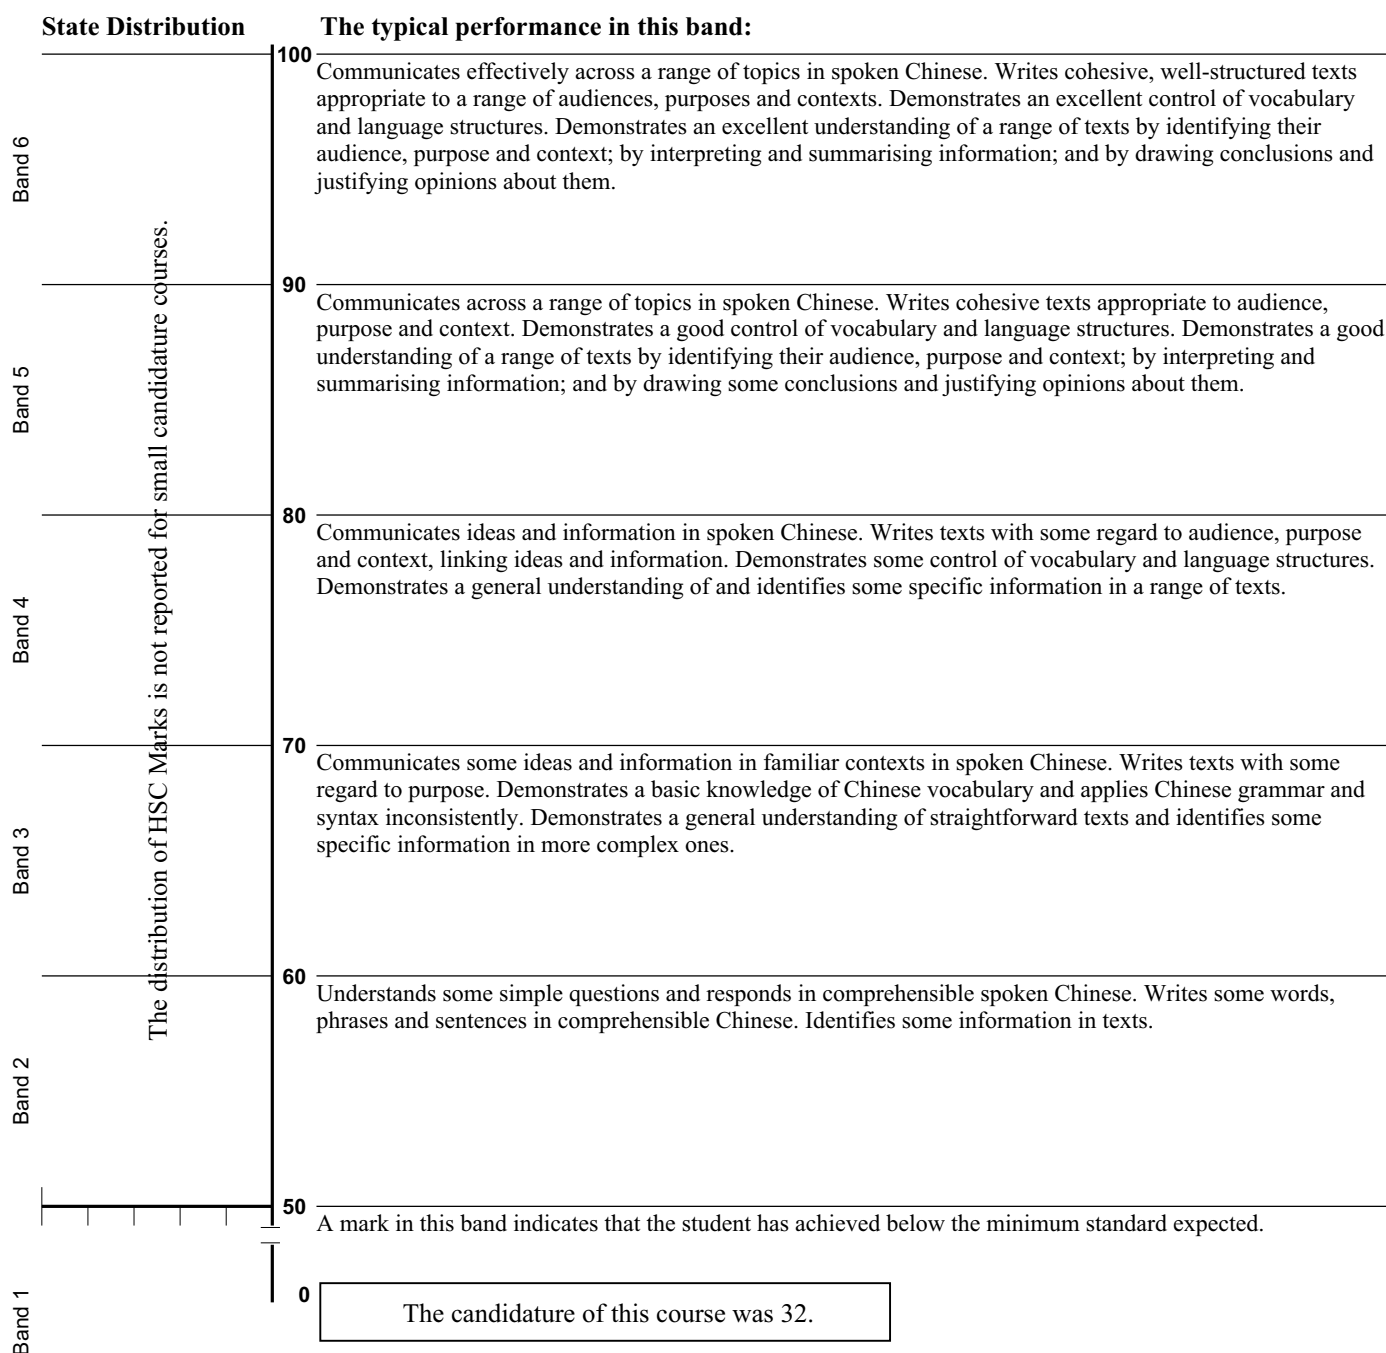 State Distribution
The typical performance in this band:
100
Communicates effectively across a range of topics in spoken Chinese. Writes cohesive, well-structured texts
appropriate to a range of audiences, purposes and contexts. Demonstrates an excellent control of vocabulary
and language structures. Demonstrates an excellent understanding of a range of texts by identifying their
audience, purpose and context; by interpreting and summarising information; and by drawing conclusions and
justifying opinions about them.
Band 6
90
Communicates across a range of topics in spoken Chinese. Writes cohesive texts appropriate to audience,
purpose and context. Demonstrates a good control of vocabulary and language structures. Demonstrates a good
understanding of a range of texts by identifying their audience, purpose and context; by interpreting and
summarising information; and by drawing some conclusions and justifying opinions about them.
Band 5
80
Communicates ideas and information in spoken Chinese. Writes texts with some regard to audience, purpose
and context, linking ideas and information. Demonstrates some control of vocabulary and language structures.
Demonstrates a general understanding of and identifies some specific information in a range of texts.
Band 4
The distribution of HSC Marks is not reported for small candidature courses.
70
Communicates some ideas and information in familiar contexts in spoken Chinese. Writes texts with some
regard to purpose. Demonstrates a basic knowledge of Chinese vocabulary and applies Chinese grammar and
syntax inconsistently. Demonstrates a general understanding of straightforward texts and identifies some
specific information in more complex ones.
Band 3
60
Understands some simple questions and responds in comprehensible spoken Chinese. Writes some words,
phrases and sentences in comprehensible Chinese. Identifies some information in texts.
Band 2
50
A mark in this band indicates that the student has achieved below the minimum standard expected.
0
Band 1
The candidature of this course was 32.